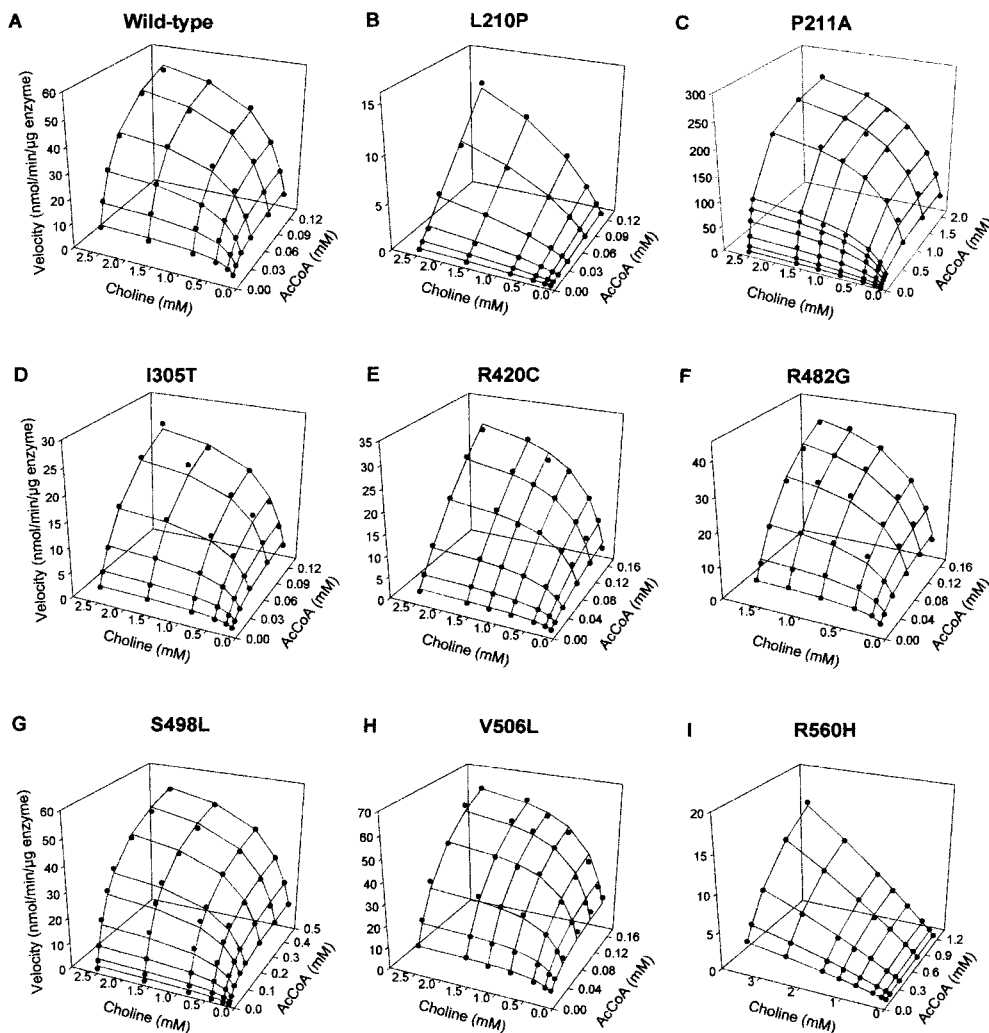 A Wild-type
B L210P
C P211A
Velocity (nmol/min/µg enzyme)
60
50
40
30
20
10
0
2.5 2.0 1.5 1.0 0.5 0.0
Choline (mM)
0.00 0.03 0.06 0.09 0.12
AcCoA (mM)
15
10
5
0
2.5 2.0 1.5 1.0 0.5 0.0
Choline (mM)
0.00 0.03 0.06 0.09 0.12
AcCoA (mM)
300
250
200
150
100
50
0
2.5 2.0 1.5 1.0 0.5 0.0
Choline (mM)
0.0 0.5 1.0 1.5 2.0
AcCoA (mM)
D I305T
E R420C
F R482G
Velocity (nmol/min/µg enzyme)
30
25
20
15
10
5
0
2.5 2.0 1.5 1.0 0.5 0.0
Choline (mM)
0.00 0.03 0.06 0.09 0.12
AcCoA (mM)
35
30
25
20
15
10
5
0
2.5 2.0 1.5 1.0 0.5 0.0
Choline (mM)
0.00 0.04 0.08 0.12 0.16
AcCoA (mM)
40
30
20
10
0
1.5 1.0 0.5 0.0
Choline (mM)
0.00 0.04 0.08 0.12 0.16
AcCoA (mM)
G S498L
H V506L
I R560H
Velocity (nmol/min/µg enzyme)
60
50
40
30
20
10
0
2.5 2.0 1.5 1.0 0.5 0.0
Choline (mM)
0.0 0.1 0.2 0.3 0.4 0.5
AcCoA (mM)
70
60
50
40
30
20
10
0
2.5 2.0 1.5 1.0 0.5 0.0
Choline (mM)
0.00 0.04 0.08 0.12 0.16
AcCoA (mM)
20
15
10
5
0
3 2 1 0
Choline (mM)
0.0 0.3 0.6 0.9 1.2
AcCoA (mM)